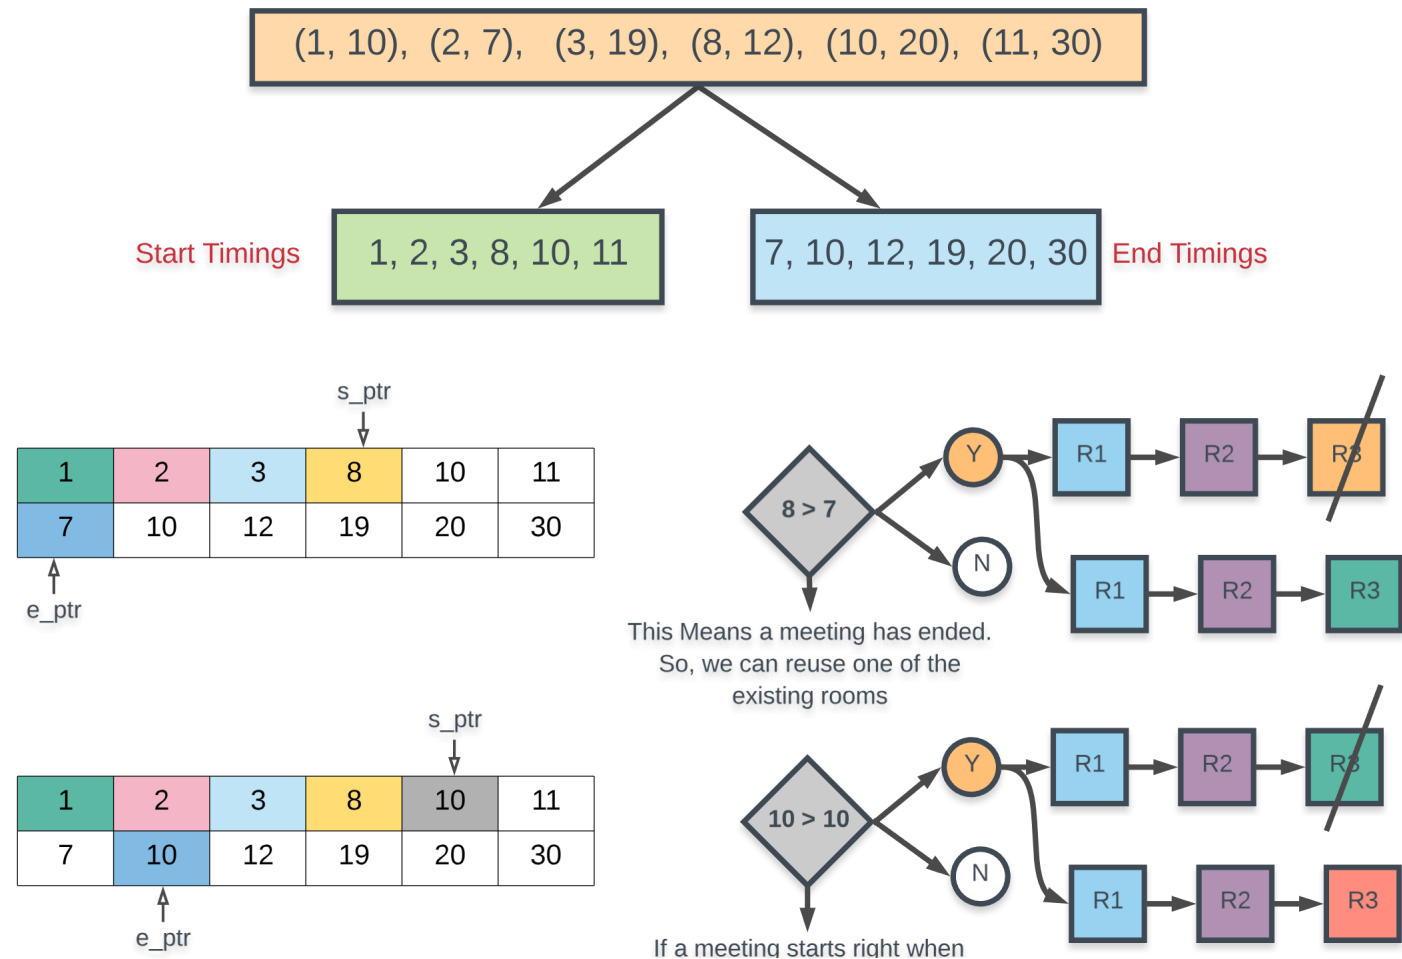 (1, 10), (2, 7), (3, 19), (8, 12), (10, 20), (11, 30)
Start Timings
1, 2, 3, 8, 10, 11
7, 10, 12, 19, 20, 30
End Timings
s_ptr
1 2 3 8 10 11
7 10 12 19 20 30
e_ptr
8 > 7
Y
N
R1 R2 R3
R1 R2 R3
This Means a meeting has ended.
So, we can reuse one of the
existing rooms
s_ptr
1 2 3 8 10 11
7 10 12 19 20 30
e_ptr
10 > 10
Y
N
R1 R2 R3
R1 R2 R3
If a meeting starts right when